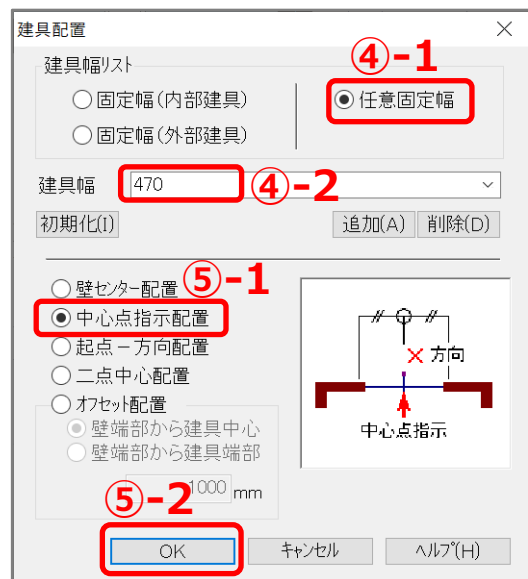 建具配置
建具幅リスト
④-1
固定幅(内部建具)
任意固定幅
固定幅(外部建具)
建具幅
470
④-2
初期化(I)
追加(A)
削除(D)
壁センター配置
⑤-1
中心点指示配置
起点－方向配置
二点中心配置
オフセット配置
壁端部から建具中心
壁端部から建具端部
1000 mm
方向
中心点指示
⑤-2
OK
キャンセル
ヘルプ(H)